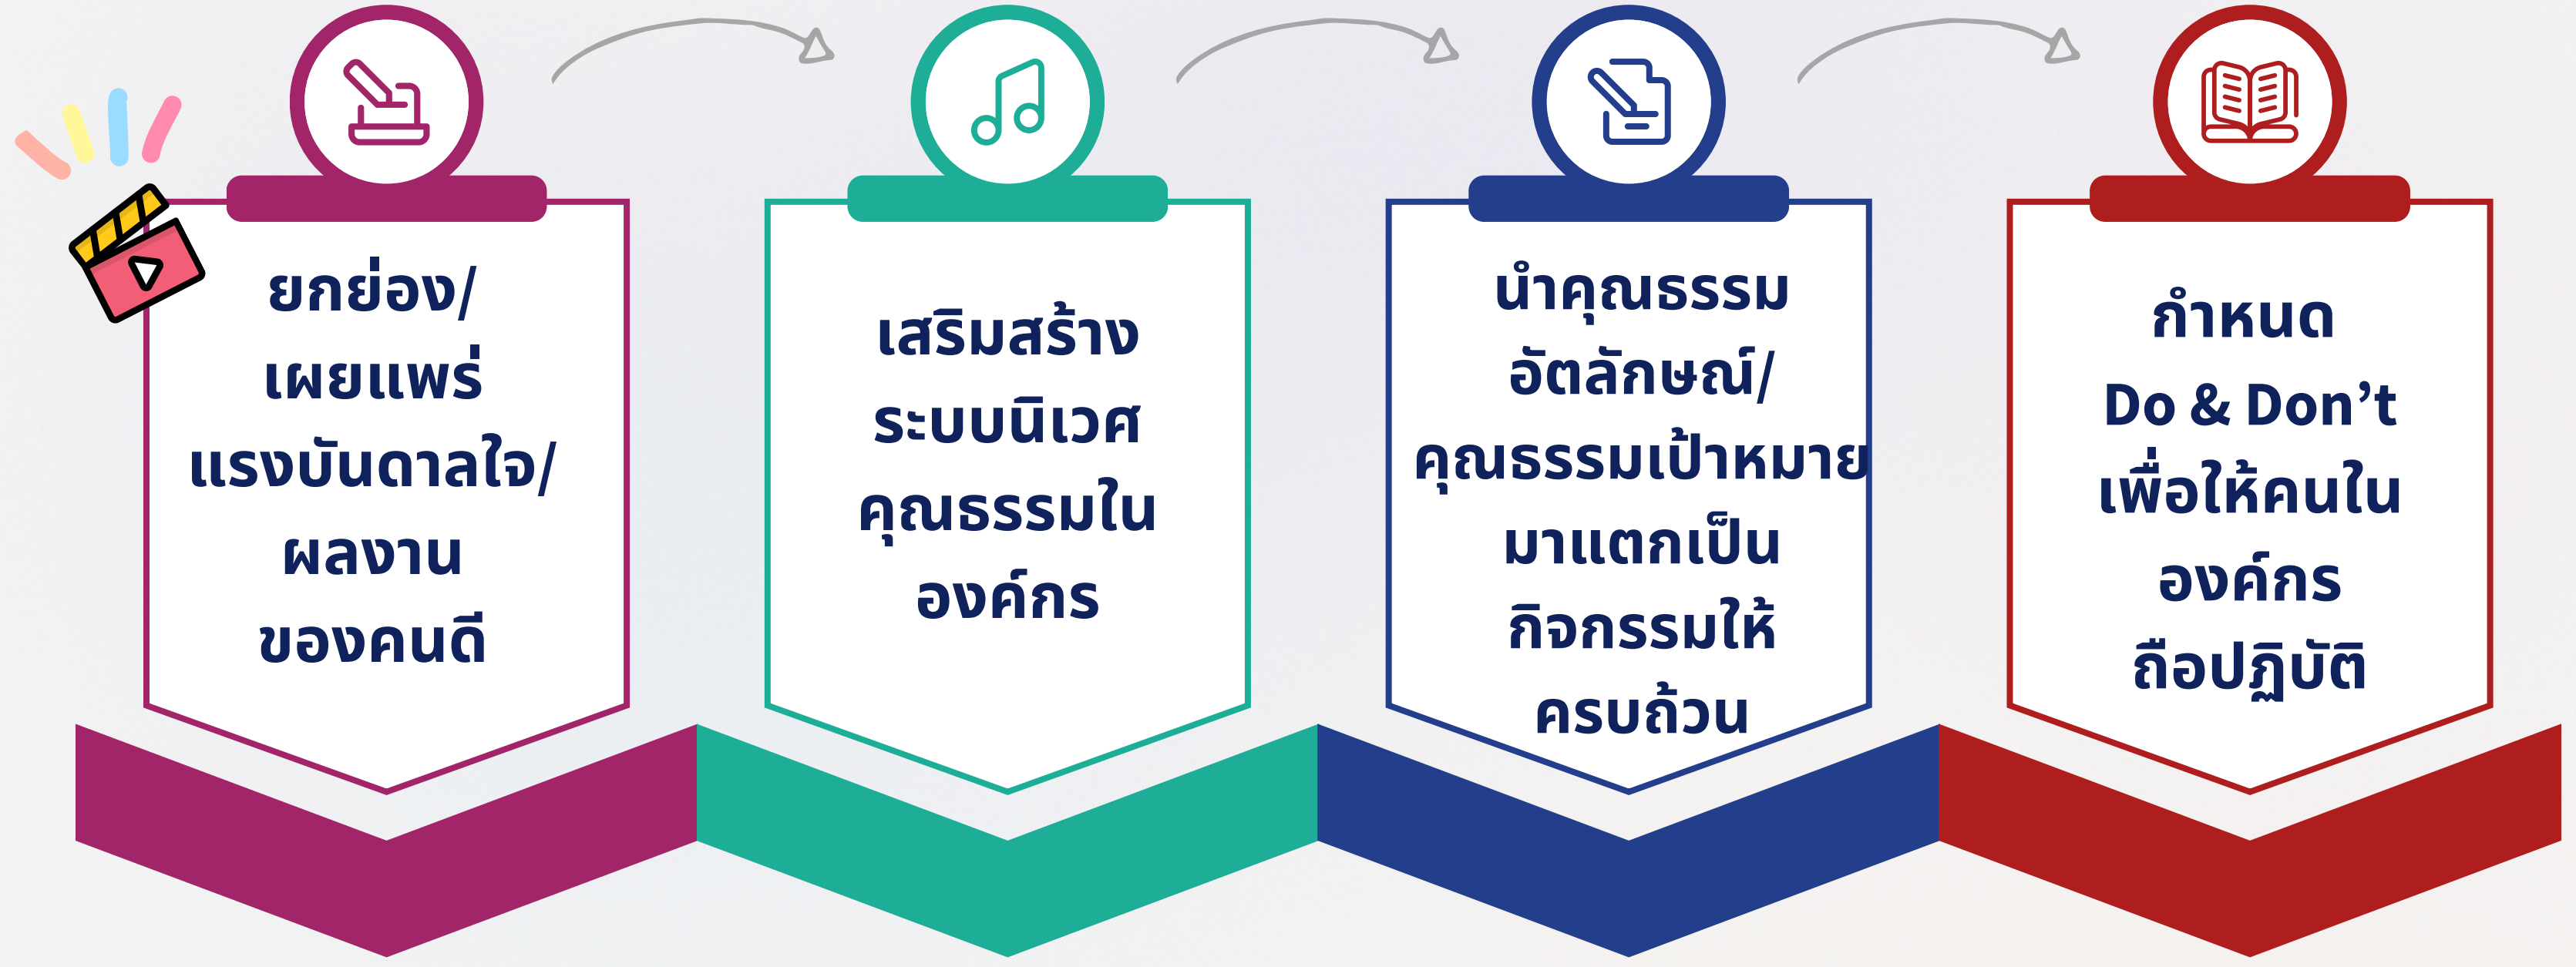 ยกย่อง/
เผยแพร่
แรงบันดาลใจ/
ผลงาน
ของคนดี
เสริมสร้าง
ระบบนิเวศ
คุณธรรมใน
องค์กร
นำคุณธรรม
อัตลักษณ์/
คุณธรรมเป้าหมาย
มาแตกเป็น
กิจกรรมให้
ครบถ้วน
กำหนด
Do & Don’t
เพื่อให้คนใน
องค์กร
ถือปฏิบัติ